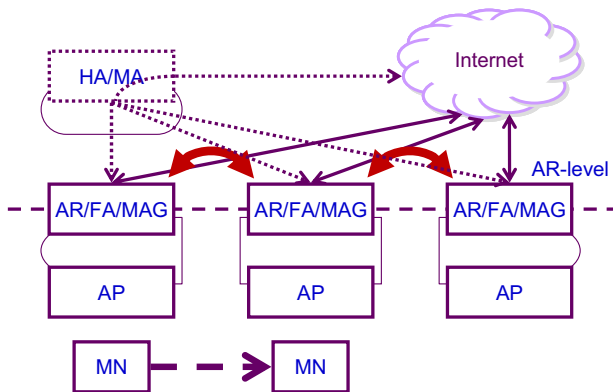 Internet
HA/MA
AR-level
AR/FA/MAG
AR/FA/MAG
AR/FA/MAG
AP
AP
AP
MN
MN